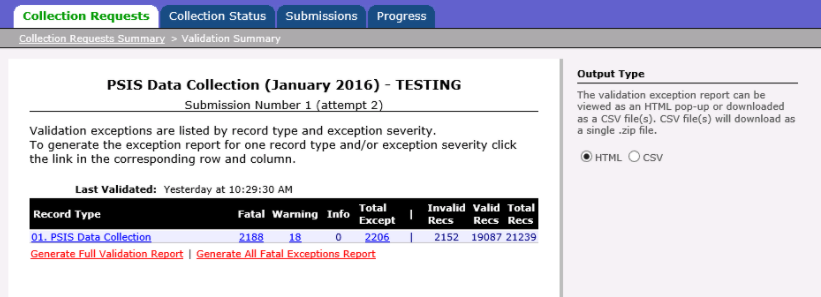 Collection Requests Collection Status Submissions Progress
Collection Requests Summary > Validation Summary
PSIS Data Collection (January 2016) - TESTING
Submission Number 1 (attempt 2)
Validation exceptions are listed by record type and exception severity.
To generate the exception report for one record type and/or exception severity click
the link in the corresponding row and column.
Last Validated: Yesterday at 10:29:30 AM
Record Type Fatal Warning Info Total Except | Invalid Recs Valid Recs Total Recs
01. PSIS Data Collection 2188 18 0 2206 | 2152 19087 21239
Generate Full Validation Report | Generate All Fatal Exceptions Report
Output Type
The validation exception report can be
viewed as an HTML pop-up or downloaded
as a CSV file(s). CSV file(s) will download as
a single .zip file.
HTML CSV